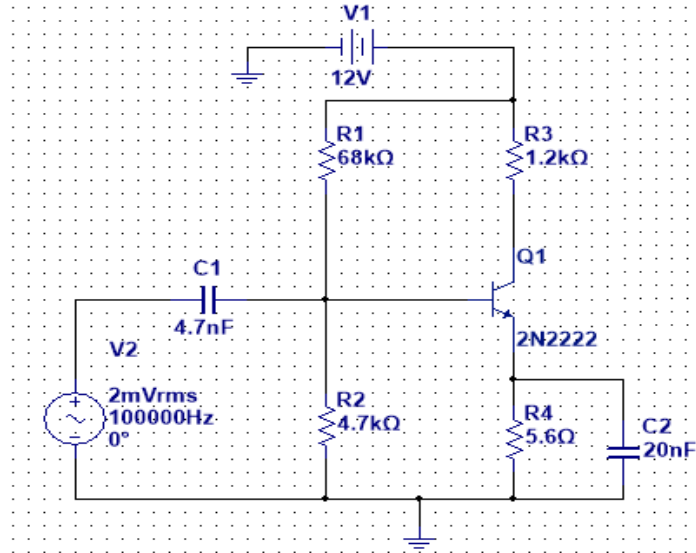 V1
12V
R1
68kΩ
R3
1.2kΩ
Q1
2N2222
C1
4.7nF
V2
2mVrms
100000Hz
0°
R2
4.7kΩ
R4
5.6Ω
C2
20nF